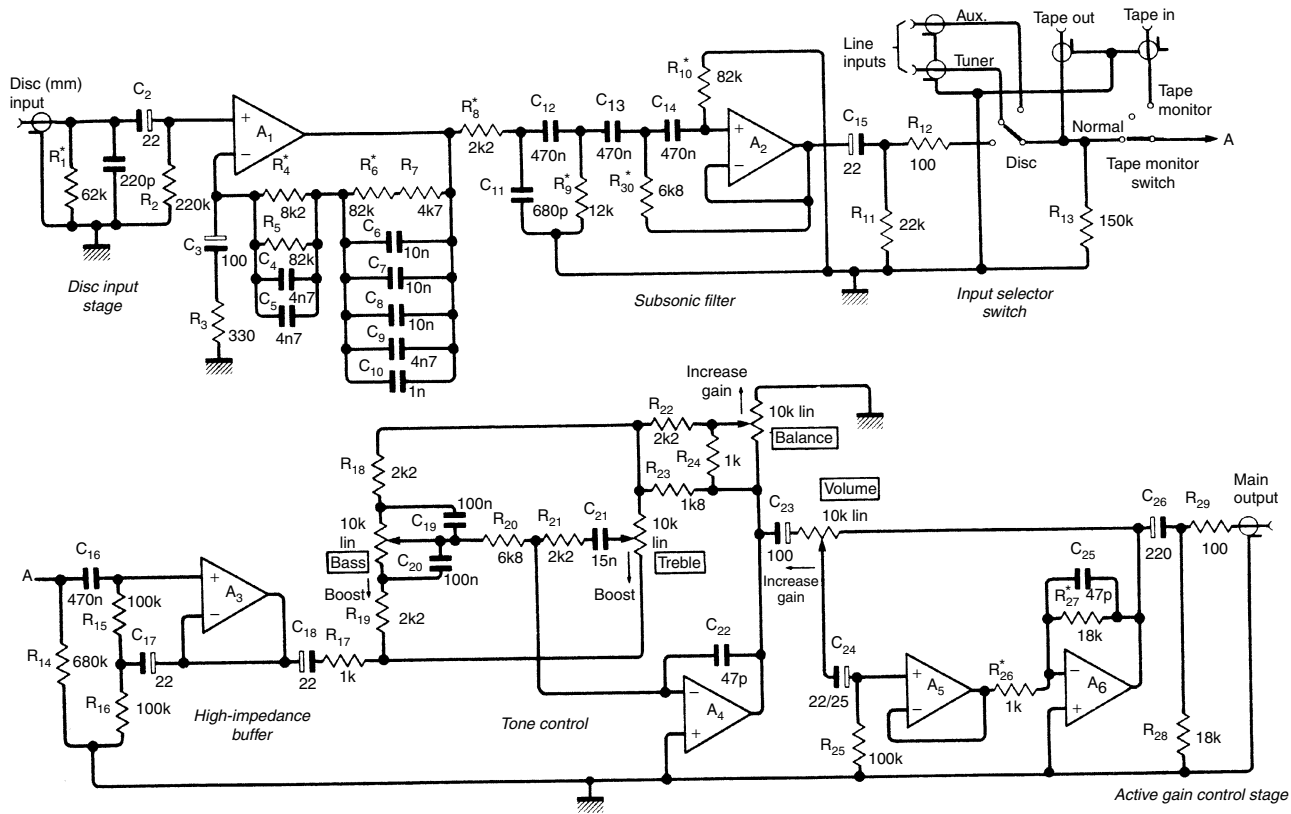 Disc (mm) input
C2
22
R1*
62k
220p
R2
220k
A1
+
−
C3
100
R3
330
R4*
8k2
R5
82k
C4
4n7
C5
4n7
R6*
82k
R7
4k7
C6
10n
C7
10n
C8
10n
C9
4n7
C10
1n
Disc input stage
R8*
2k2
C12
470n
C13
470n
C14
470n
R10*
82k
C11
680p
R9*
12k
R30*
6k8
A2
+
−
Subsonic filter
C15
22
R12
100
R11
22k
Line inputs
Aux.
Tuner
Disc
Tape out
Tape in
Tape monitor
Normal
A
Tape monitor switch
R13
150k
Input selector switch
A
C16
470n
R14
680k
100k
R15
C17
22
R16
100k
A3
+
−
High-impedance buffer
C18
22
R17
1k
R18
2k2
10k lin
Bass
Boost
R19
2k2
100n
C19
C20
100n
R20
6k8
R21
2k2
C21
15n
10k lin
Treble
Boost
Tone control
R22
2k2
R23
1k8
R24
1k
Increase gain
10k lin
Balance
C22
47p
A4
−
+
C23
100
Volume
10k lin
Increase gain
C24
22/25
R25
100k
A5
+
−
R26*
1k
C25
47p
R27*
18k
A6
−
+
C26
220
R29
100
Main output
R28
18k
Active gain control stage